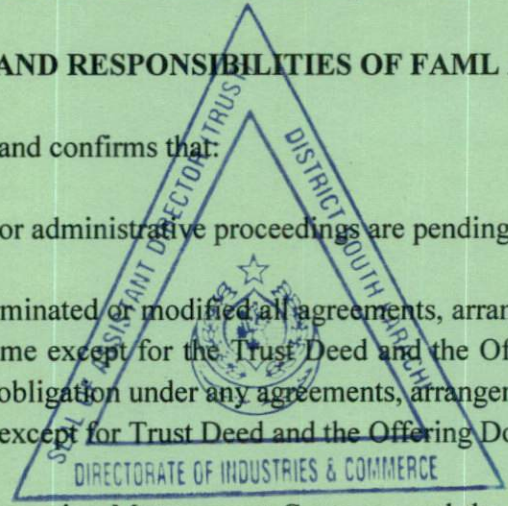 AND RESPONSIBILITIES OF FAML
and confirms that:
or administrative proceedings are pending
minated or modified all agreements, arran
me except for the Trust Deed and the Of
obligation under any agreements, arrange
except for Trust Deed and the Offering Do
SEAL OF ASSISTANT DIRECTOR (TRUST
DISTRICT SOUTH KARACHI
DIRECTORATE OF INDUSTRIES & COMMERCE